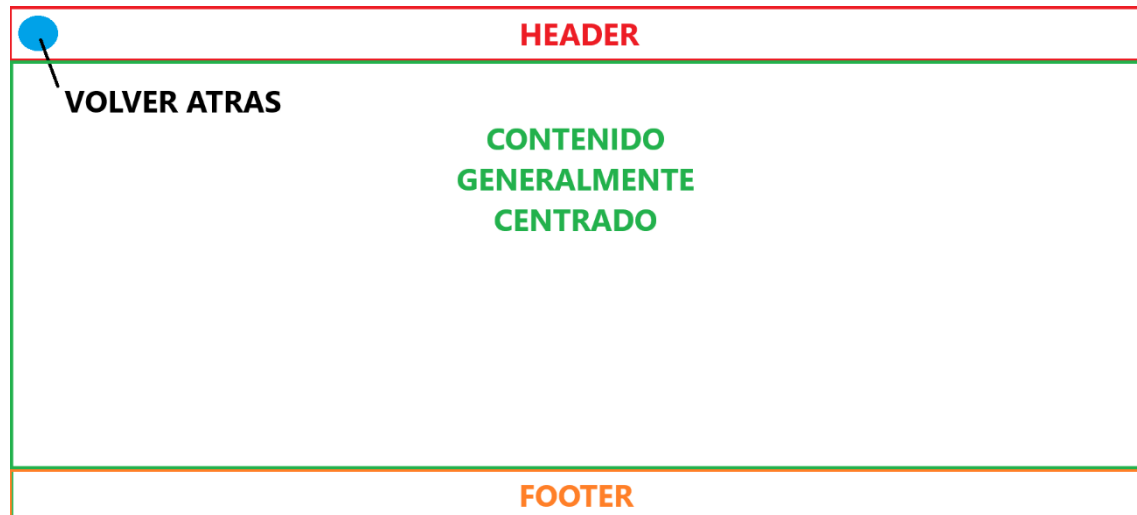 HEADER
VOLVER ATRAS
CONTENIDO
GENERALMENTE
CENTRADO
FOOTER